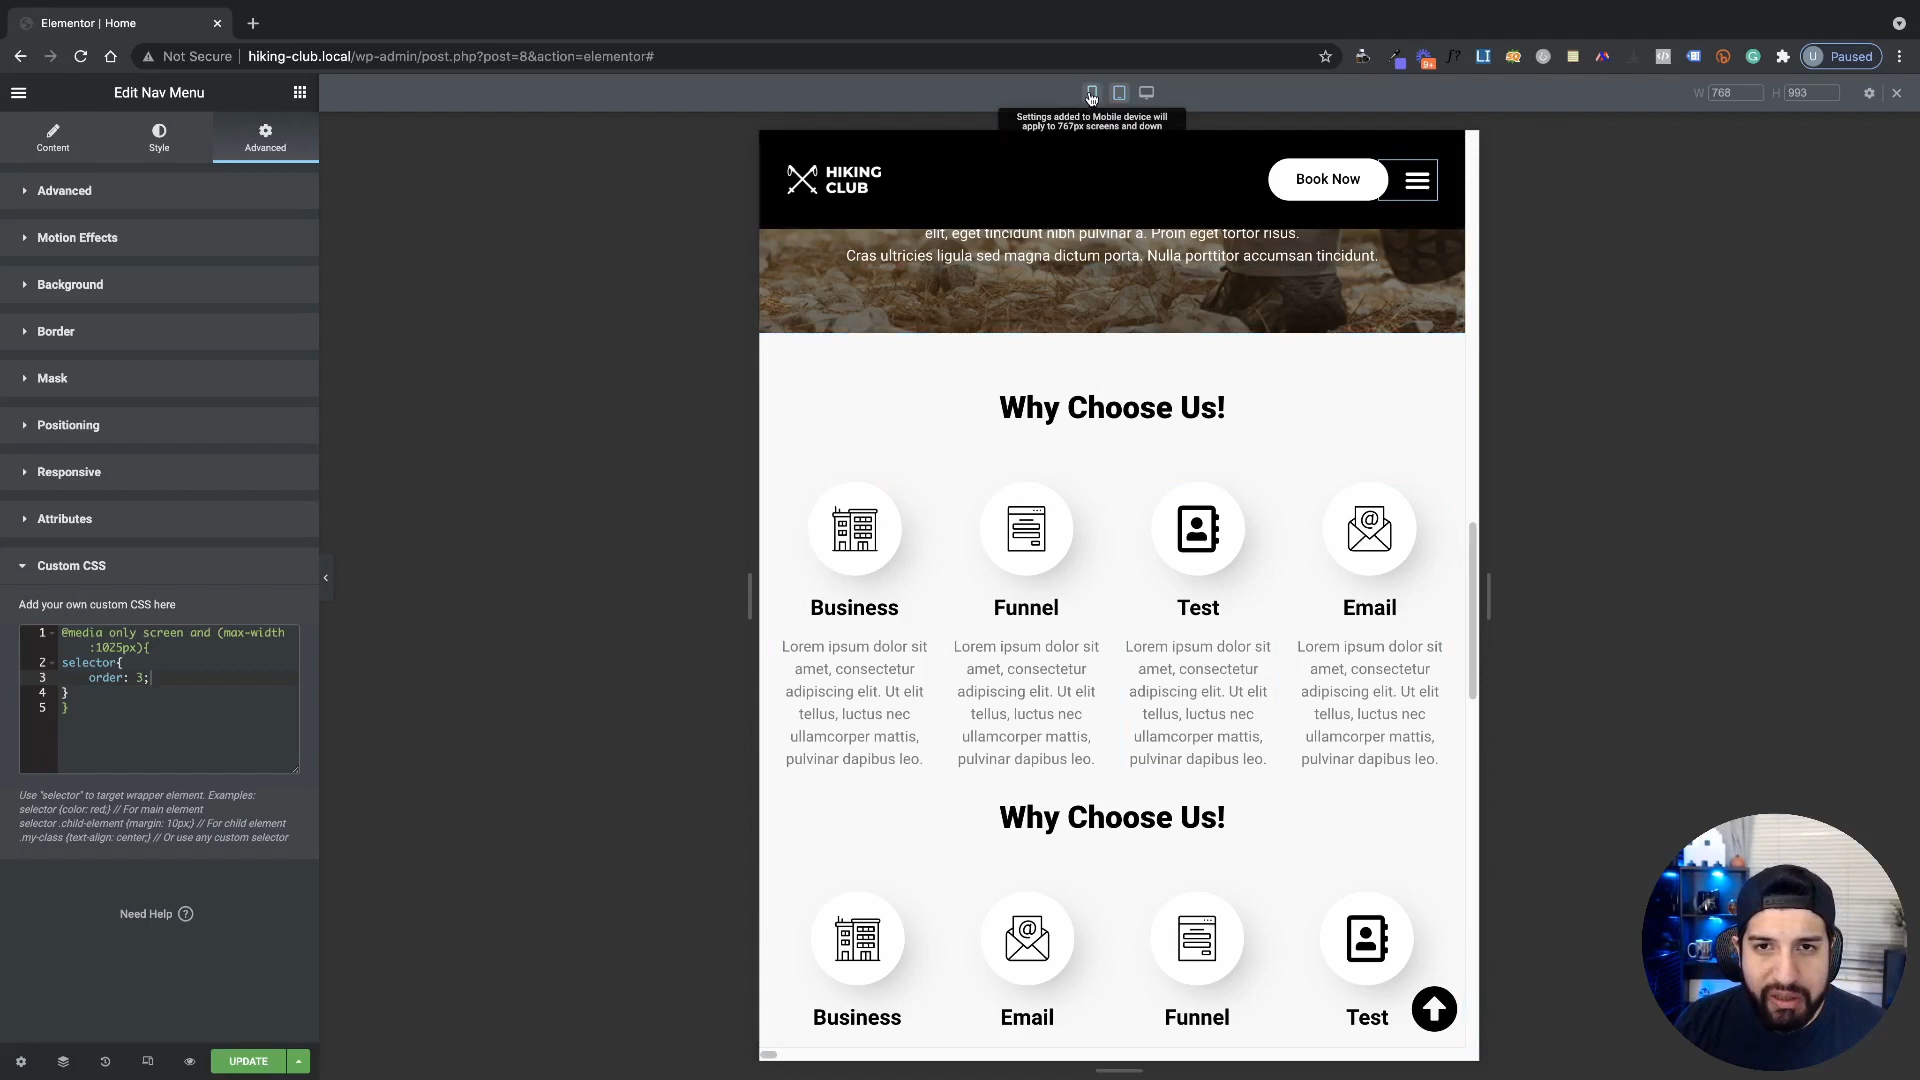 Elementor | Home
Not Secure
hiking-club.local/wp-admin/post.php?post=8&action=elementor#
9+
f?
LI
U
Paused
Edit Nav Menu
W 768
H 993
Settings added to Mobile device will
apply to 767px screens and down
Content
Style
Advanced
Advanced
Motion Effects
Background
Border
Mask
Positioning
Responsive
Attributes
Custom CSS
Add your own custom CSS here
1 @media only screen and (max-width
:1025px){
2 selector{
3 order: 3;
4 }
5 }
Use "selector" to target wrapper element. Examples:
selector {color: red;} // For main element
selector .child-element {margin: 10px;} // For child element
.my-class {text-align: center;} // Or use any custom selector
Need Help ?
UPDATE
HIKING
CLUB
Book Now
elit, eget tincidunt nibh pulvinar a. Proin eget tortor risus.
Cras ultricies ligula sed magna dictum porta. Nulla porttitor accumsan tincidunt.
Why Choose Us!
Business
Lorem ipsum dolor sit
amet, consectetur
adipiscing elit. Ut elit
tellus, luctus nec
ullamcorper mattis,
pulvinar dapibus leo.
Funnel
Lorem ipsum dolor sit
amet, consectetur
adipiscing elit. Ut elit
tellus, luctus nec
ullamcorper mattis,
pulvinar dapibus leo.
Test
Lorem ipsum dolor sit
amet, consectetur
adipiscing elit. Ut elit
tellus, luctus nec
ullamcorper mattis,
pulvinar dapibus leo.
Email
Lorem ipsum dolor sit
amet, consectetur
adipiscing elit. Ut elit
tellus, luctus nec
ullamcorper mattis,
pulvinar dapibus leo.
Why Choose Us!
Business
Email
Funnel
Test